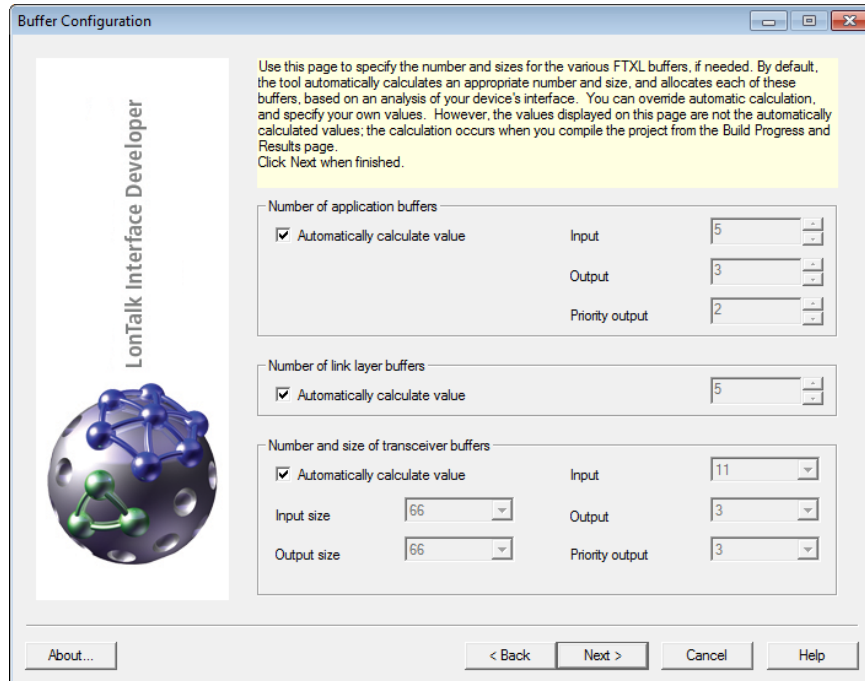 Buffer Configuration
LonTalk Interface Developer
Use this page to specify the number and sizes for the various FTXL buffers, if needed. By default,
the tool automatically calculates an appropriate number and size, and allocates each of these
buffers, based on an analysis of your device's interface.  You can override automatic calculation,
and specify your own values.  However, the values displayed on this page are not the automatically
calculated values; the calculation occurs when you compile the project from the Build Progress and
Results page.
Click Next when finished.
Number of application buffers
Automatically calculate value
Input
5
Output
3
Priority output
2
Number of link layer buffers
Automatically calculate value
5
Number and size of transceiver buffers
Automatically calculate value
Input
11
Input size
66
Output
3
Output size
66
Priority output
3
About...
< Back
Next >
Cancel
Help